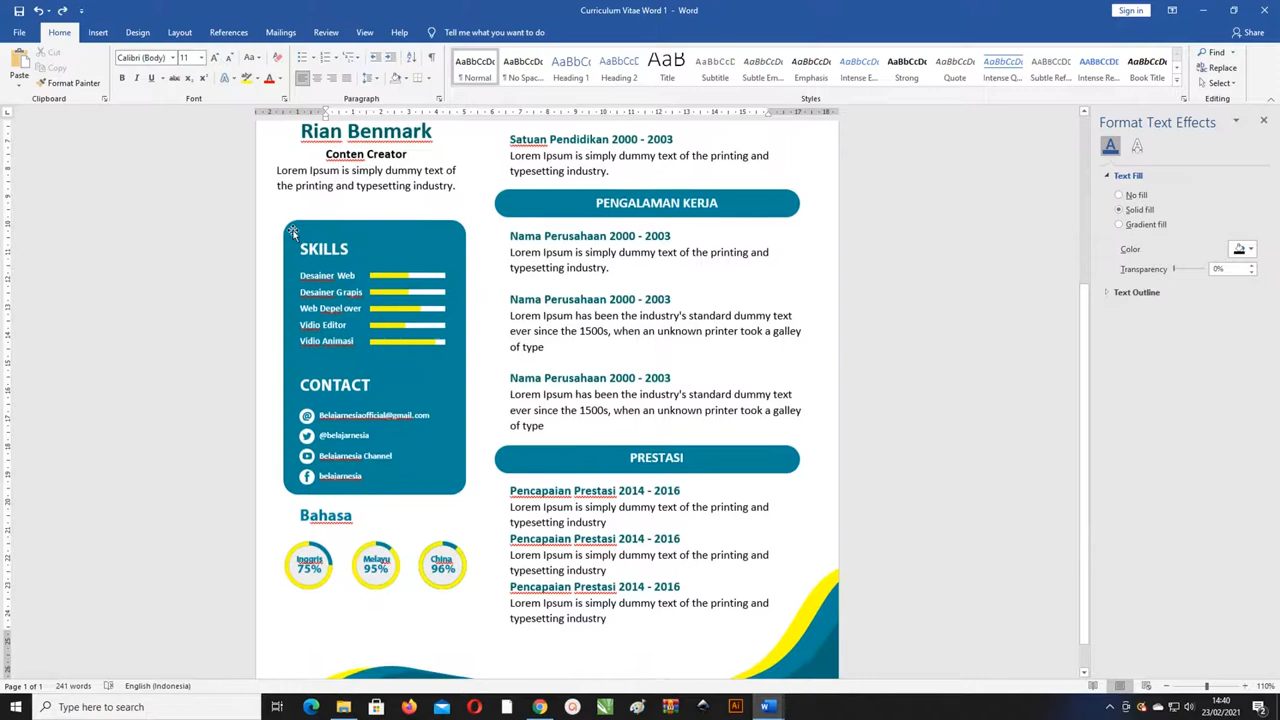 Curriculum Vitae Word 1 - Word
Sign in
File Home Insert Design Layout References Mailings Review View Help Tell me what you want to do
Share
Paste
Cut
Copy
Format Painter
Clipboard
Calibri (Body) 11
Font
Paragraph
¶ Normal
¶ No Spac...
Heading 1
Heading 2
Title
Subtitle
Subtle Em...
Emphasis
Intense E...
Strong
Quote
Intense Q...
Subtle Ref...
Intense Re...
Book Title
Styles
Find
Replace
Select
Editing
Rian Benmark
Conten Creator
Lorem Ipsum is simply dummy text of
the printing and typesetting industry.
SKILLS
Desainer Web
Desainer Grapis
Web Depelover
Vidio Editor
Vidio Animasi
CONTACT
Belajarnesiaofficial@gmail.com
@belajarnesia
Belajarnesia Channel
belajarnesia
Bahasa
Inggris
75%
Melayu
95%
China
96%
Satuan Pendidikan 2000 - 2003
Lorem Ipsum is simply dummy text of the printing and
typesetting industry.
PENGALAMAN KERJA
Nama Perusahaan 2000 - 2003
Lorem Ipsum is simply dummy text of the printing and
typesetting industry.
Nama Perusahaan 2000 - 2003
Lorem Ipsum has been the industry's standard dummy text
ever since the 1500s, when an unknown printer took a galley
of type
Nama Perusahaan 2000 - 2003
Lorem Ipsum has been the industry's standard dummy text
ever since the 1500s, when an unknown printer took a galley
of type
PRESTASI
Pencapaian Prestasi 2014 - 2016
Lorem Ipsum is simply dummy text of the printing and
typesetting industry
Pencapaian Prestasi 2014 - 2016
Lorem Ipsum is simply dummy text of the printing and
typesetting industry
Pencapaian Prestasi 2014 - 2016
Lorem Ipsum is simply dummy text of the printing and
typesetting industry
Format Text Effects
Text Fill
No fill
Solid fill
Gradient fill
Color
Transparency 0%
Text Outline
Page 1 of 1 241 words English (Indonesia)
110%
Type here to search
14:40
23/02/2021